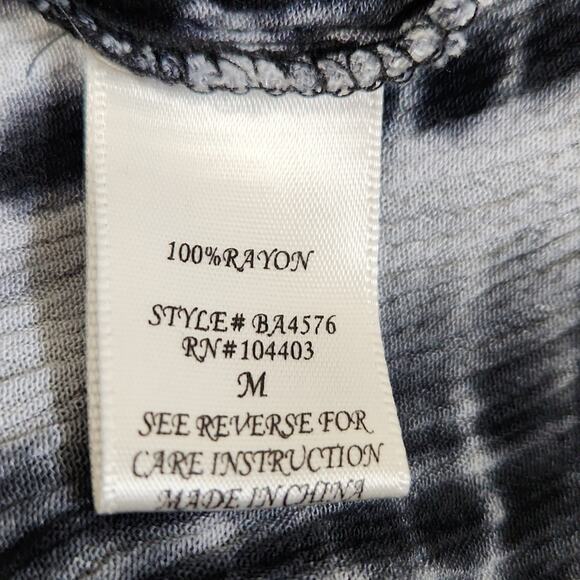 100%RAYON
STYLE# BA4576
RN#104403
M
SEE REVERSE FOR
CARE INSTRUCTION
MADE IN CHINA